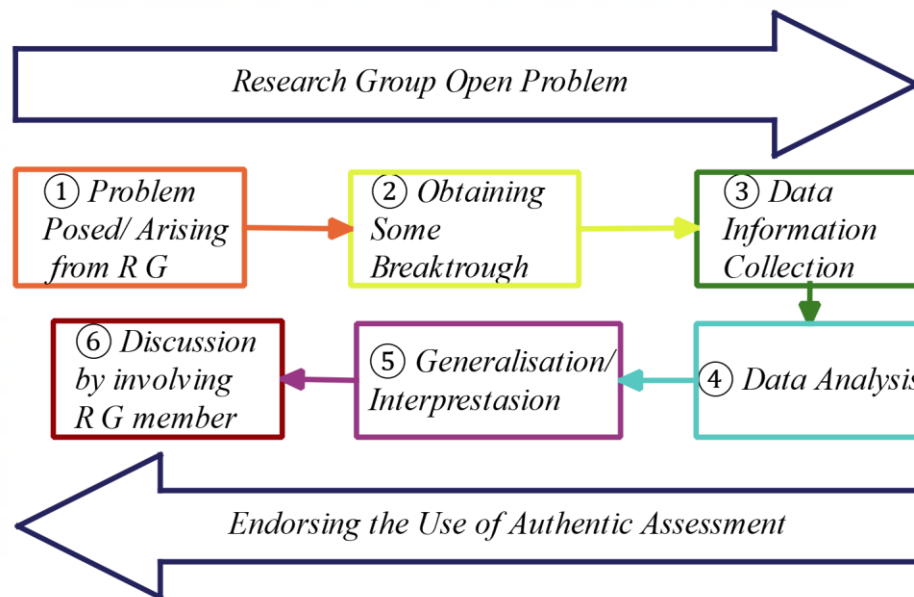 Research Group Open Problem
① Problem
Posed/ Arising
from R G
② Obtaining
Some
Breaktrough
③ Data
Information
Collection
⑥ Discussion
by involving
R G member
⑤ Generalisation/
Interprestasion
④ Data Analysis
Endorsing the Use of Authentic Assessment